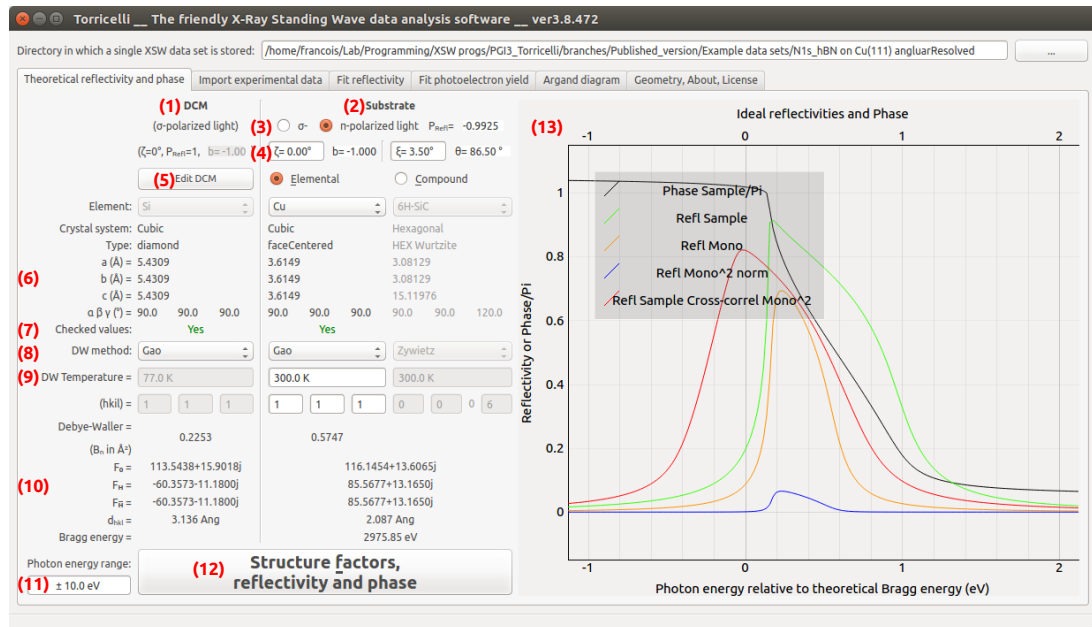 Torricelli __ The friendly X-Ray Standing Wave data analysis software __ ver3.8.472
Directory in which a single XSW data set is stored: /home/francois/Lab/Programming/XSW progs/PGI3_Torricelli/branches/Published_version/Example data sets/N1s_hBN on Cu(111) angluarResolved ...
Theoretical reflectivity and phase Import experimental data Fit reflectivity Fit photoelectron yield Argand diagram Geometry, About, License
(1) DCM (2) Substrate
(σ-polarized light) (3) σ- π-polarized light P_Refl= -0.9925
(ζ=0°, P_Refl=1, b= -1.00 (4) ζ= 0.00° b= -1.000 ξ= 3.50° θ= 86.50 °
(5) Edit DCM Elemental Compound
Element: Si Cu 6H-SiC
Crystal system: Cubic Cubic Hexagonal
Type: diamond faceCentered HEX Wurtzite
a (Å) = 5.4309 3.6149 3.08129
(6) b (Å) = 5.4309 3.6149 3.08129
c (Å) = 5.4309 3.6149 15.11976
α β γ (°) = 90.0 90.0 90.0 90.0 90.0 90.0 90.0 90.0 120.0
(7) Checked values: Yes Yes
(8) DW method: Gao Gao Zywietz
(9) DW Temperature = 77.0 K 300.0 K 300.0 K
(hkil) = 1 1 1 1 1 1 0 0 0 6
Debye-Waller =
0.2253 0.5747
(Bₙ in Å²)
F₀ = 113.5438+15.9018j 116.1454+13.6065j
(10) F_H = -60.3573-11.1800j 85.5677+13.1650j
F_H̄ = -60.3573-11.1800j 85.5677+13.1650j
d_hkl = 3.136 Ang 2.087 Ang
Bragg energy = 2975.85 eV
Photon energy range:
(11) ± 10.0 eV
(12) Structure factors,
reflectivity and phase
(13) Ideal reflectivities and Phase
-1 0 1 2
Phase Sample/Pi
Refl Sample
Refl Mono
Refl Mono^2 norm
Refl Sample Cross-correl Mono^2
Reflectivity or Phase/Pi
1
0.8
0.6
0.4
0.2
0
-1 0 1 2
Photon energy relative to theoretical Bragg energy (eV)